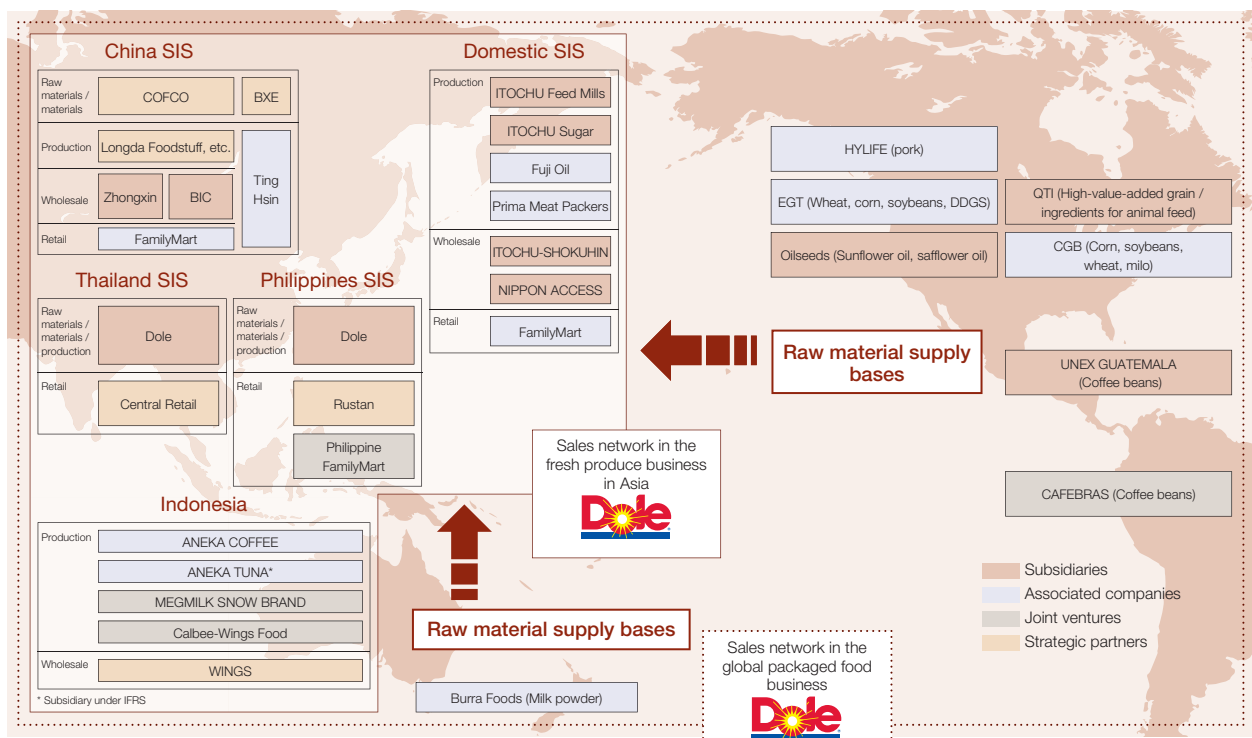 China SIS
Raw
materials /
materials
COFCO
BXE
Production
Longda Foodstuff, etc.
Ting
Hsin
Wholesale
Zhongxin
BIC
Retail
FamilyMart
Domestic SIS
Production
ITOCHU Feed Mills
ITOCHU Sugar
Fuji Oil
Prima Meat Packers
Wholesale
ITOCHU-SHOKUHIN
NIPPON ACCESS
Retail
FamilyMart
Thailand SIS
Raw
materials /
materials /
production
Dole
Retail
Central Retail
Philippines SIS
Raw
materials /
materials /
production
Dole
Retail
Rustan
Philippine
FamilyMart
Indonesia
Production
ANEKA COFFEE
ANEKA TUNA*
MEGMILK SNOW BRAND
Calbee-Wings Food
Wholesale
WINGS
* Subsidiary under IFRS
HYLIFE (pork)
EGT (Wheat, corn, soybeans, DDGS)
QTI (High-value-added grain /
ingredients for animal feed)
Oilseeds (Sunflower oil, safflower oil)
CGB (Corn, soybeans,
wheat, milo)
Raw material supply
bases
UNEX GUATEMALA
(Coffee beans)
Sales network in the
fresh produce business
in Asia
Dole
CAFEBRAS (Coffee beans)
Raw material supply bases
Burra Foods (Milk powder)
Sales network in the
global packaged food
business
Dole
Subsidiaries
Associated companies
Joint ventures
Strategic partners